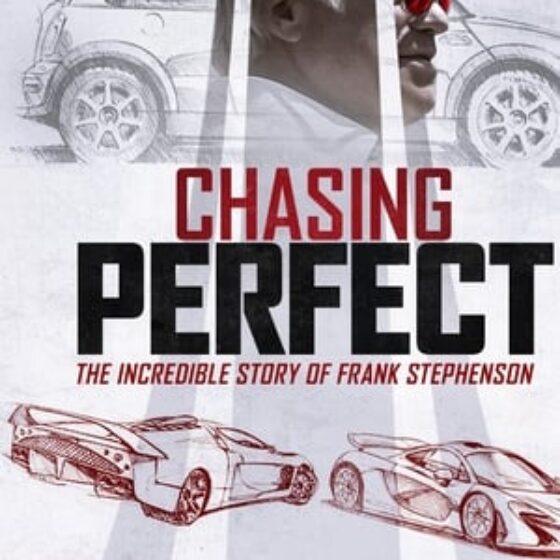 CHASING
PERFECT
THE INCREDIBLE STORY OF FRANK STEPHENSON